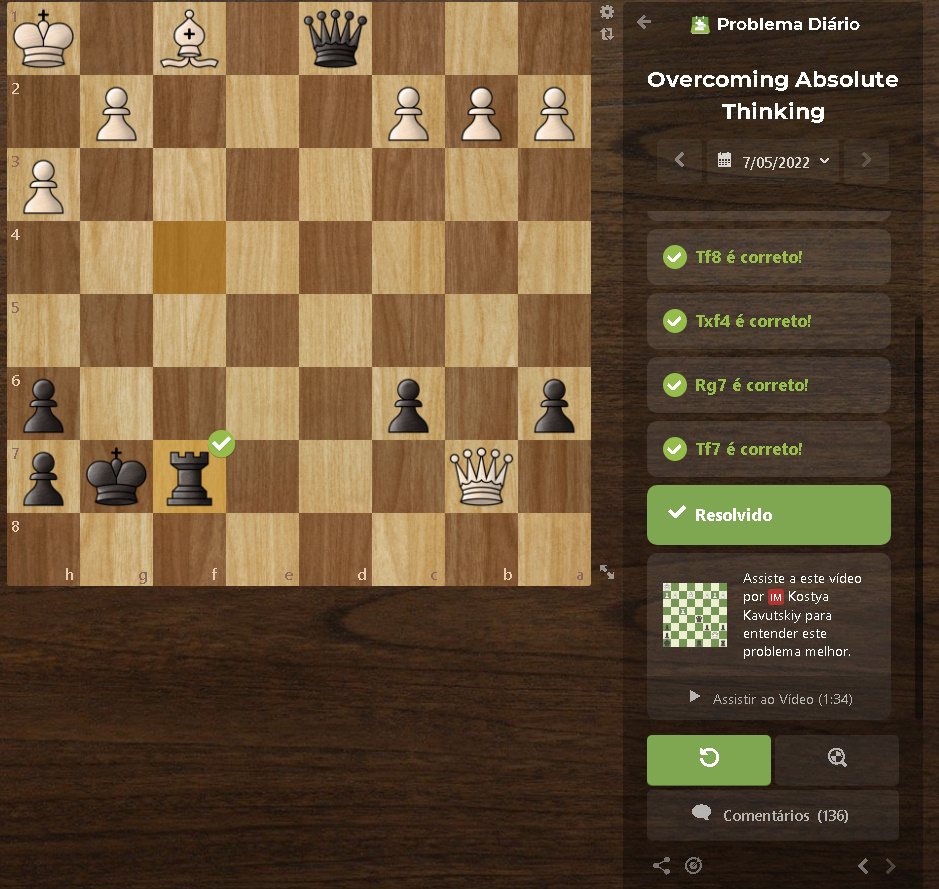 Problema Diário
Overcoming Absolute
Thinking
7/05/2022
Tf8 é correto!
Txf4 é correto!
Rg7 é correto!
Tf7 é correto!
Resolvido
Assiste a este vídeo
por IM Kostya
Kavutskiy para
entender este
problema melhor.
Assistir ao Vídeo (1:34)
Comentários (136)
1
2
3
4
5
6
7
8
h g f e d c b a